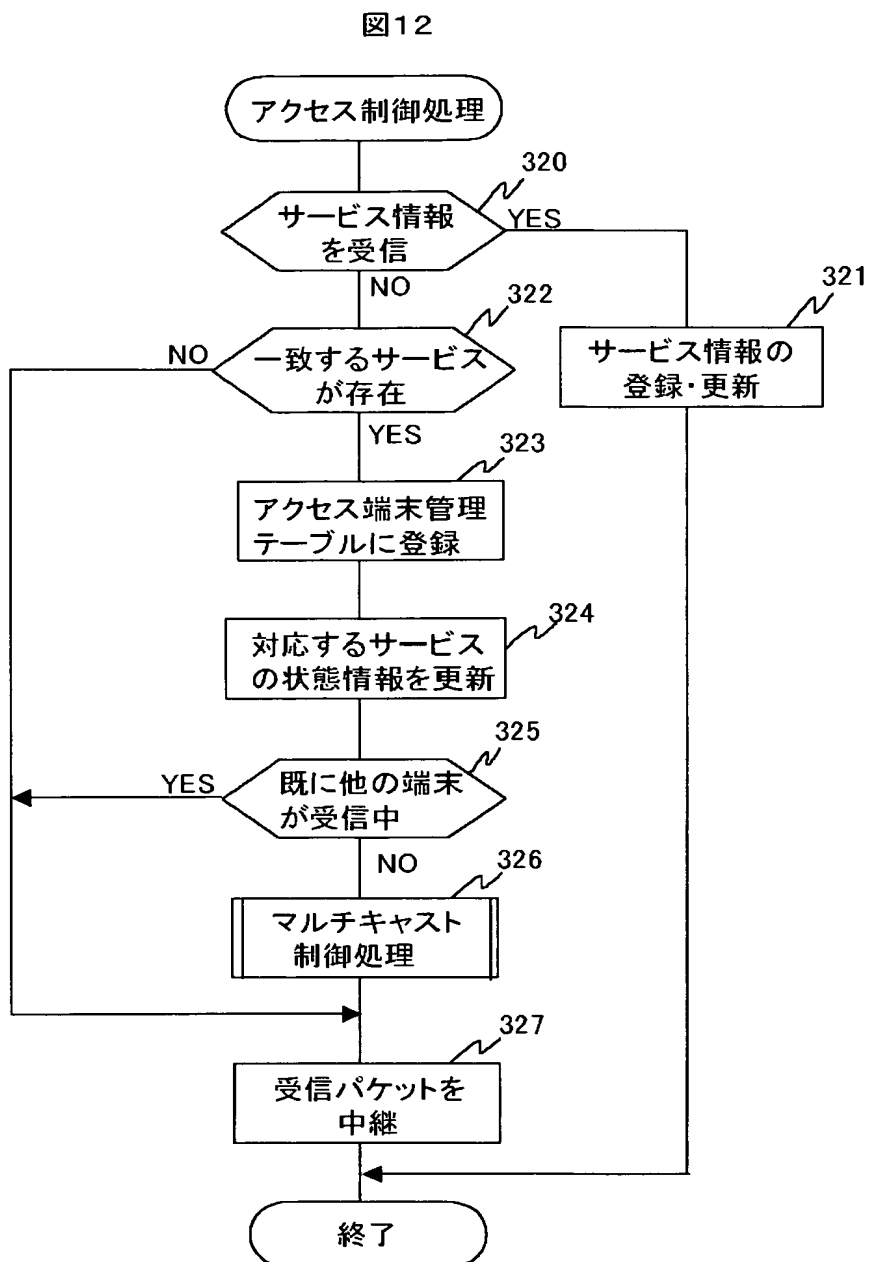 図12
アクセス制御処理
320
サービス情報
を受信
YES
NO
321
サービス情報の
登録・更新
322
一致するサービス
が存在
NO
YES
323
アクセス端末管理
テーブルに登録
324
対応するサービス
の状態情報を更新
325
既に他の端末
が受信中
YES
NO
326
マルチキャスト
制御処理
327
受信パケットを
中継
終了